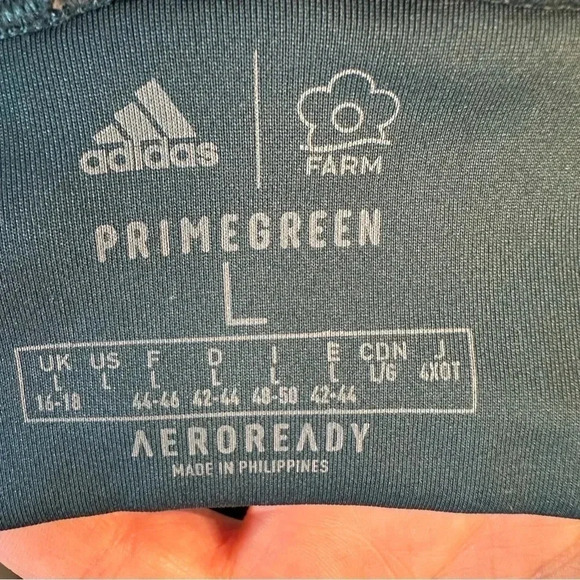 adidas FARM
PRIMEGREEN
L
UK US F D I E CDN J
L L L L L L L/G 4XOT
16-18 44-46 42-44 48-50 42-44
AEROREADY
MADE IN PHILIPPINES